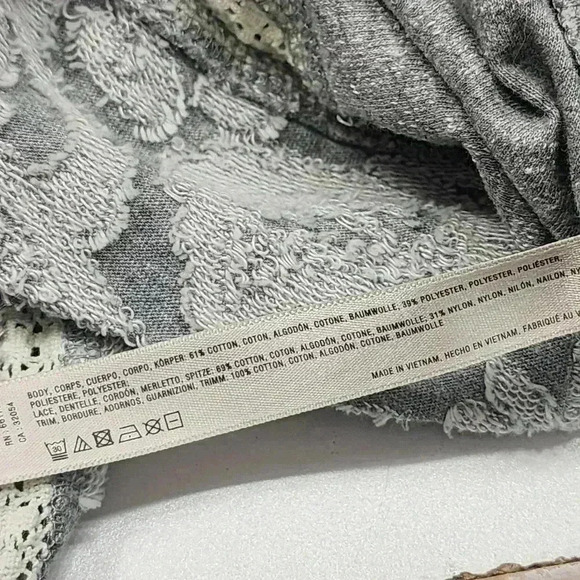 BODY, CORPS, CUERPO, CORPO, KÖRPER: 61% COTTON, COTON, ALGODÓN, COTONE, BAUMWOLLE; 39% POLYESTER, POLYESTER, POLIÉSTER,
POLIESTERE, POLYESTER.
LACE, DENTELLE, CORDÓN, MERLETTO, SPITZE: 69% COTTON, COTON, ALGODÓN, COTONE, BAUMWOLLE; 31% NYLON, NYLON, NILÓN, NAILON,
TRIM, BORDURE, ADORNOS, GUARNIZIONI, TRIMM: 100% COTTON, COTON, ALGODÓN, COTONE, BAUMWOLLE
MADE IN VIETNAM, HECHO EN VIETNAM, FABRIQUÉ AU
30
RN:
CA: 32054